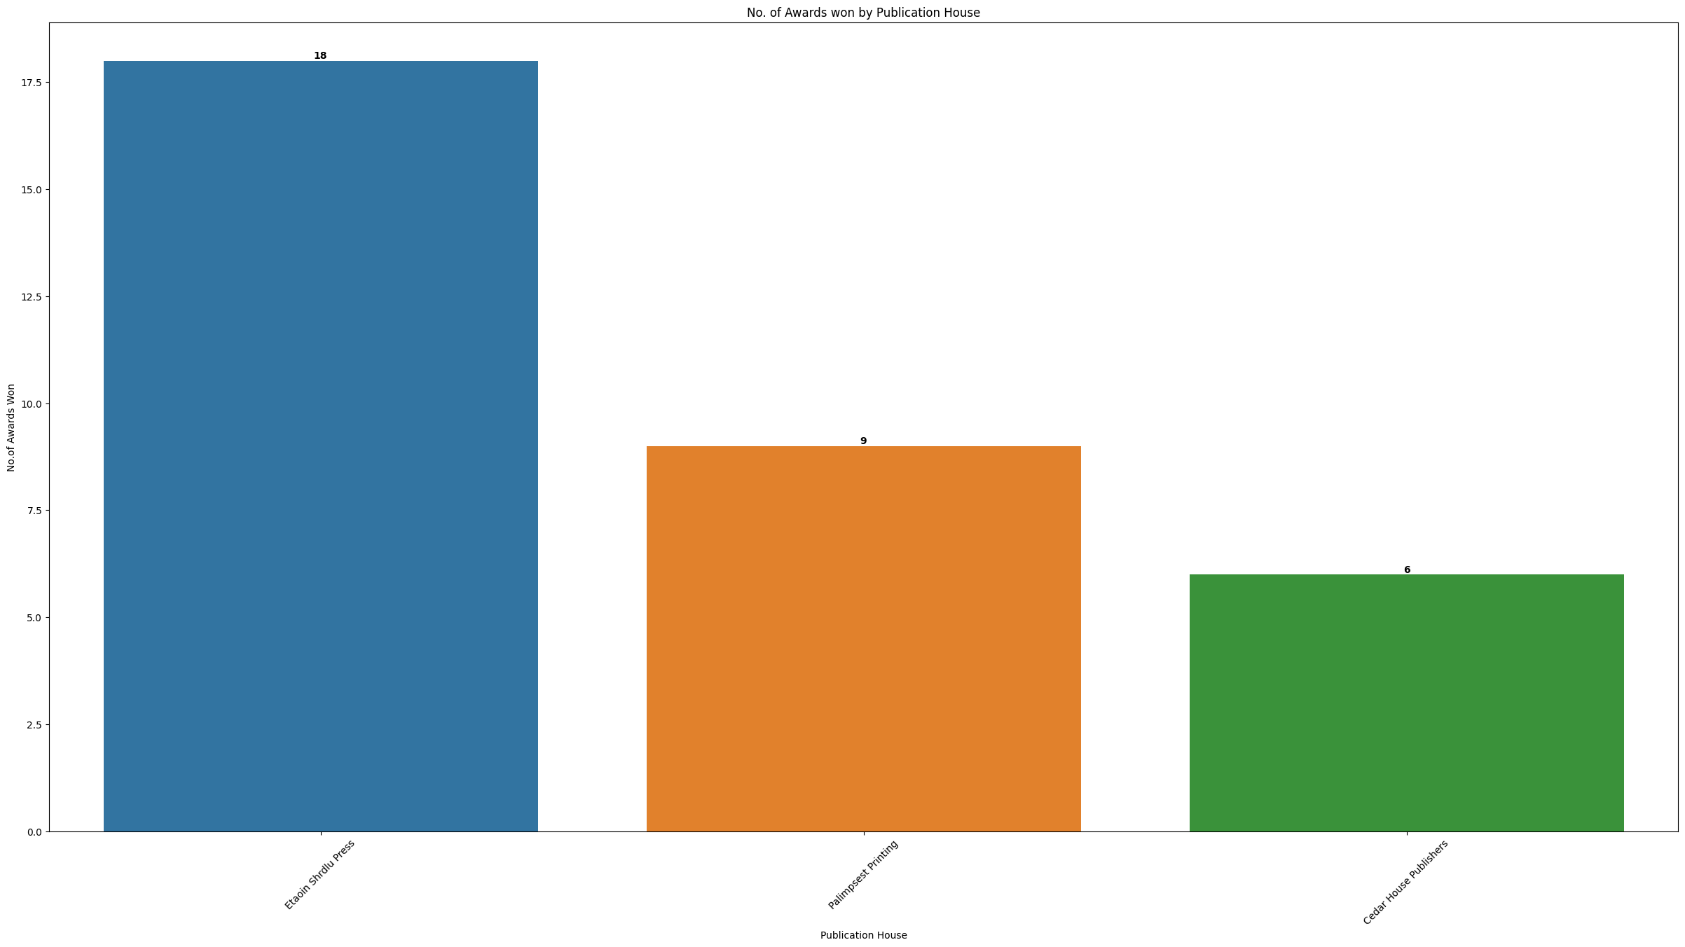 No. of Awards won by Publication House
18
17.5
15.0
12.5
10.0
9
7.5
6
5.0
2.5
0.0
No.of Awards Won
Etaoin Shrdlu Press
Palimpsest Printing
Cedar House Publishers
Publication House